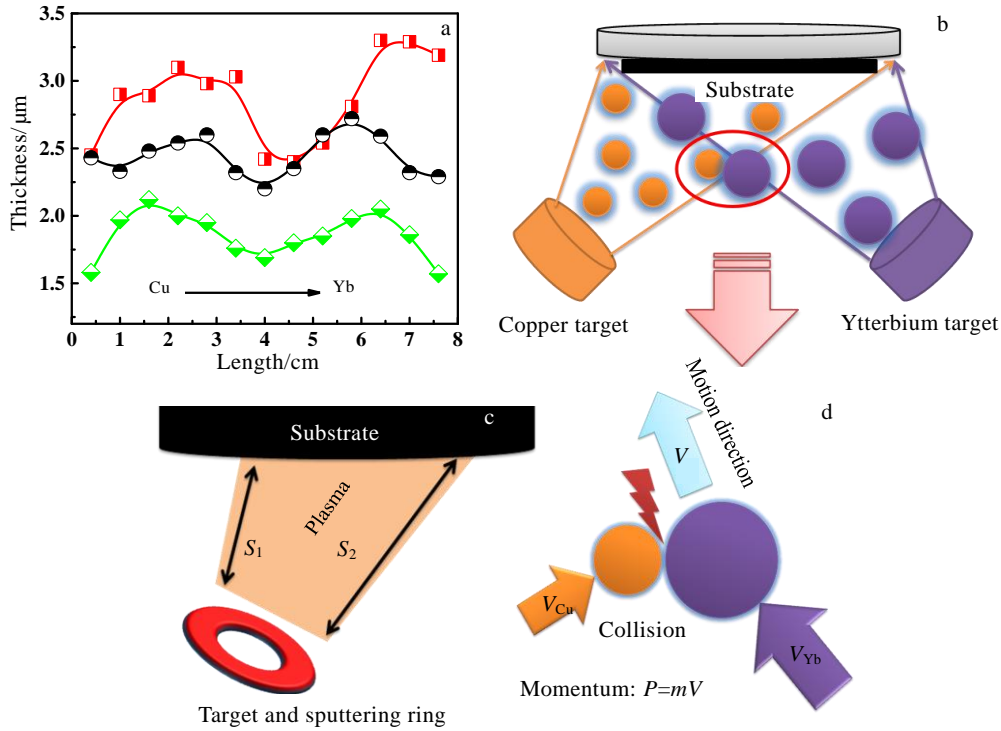 3.5
3.0
2.5
2.0
1.5
Thickness/μm
a
Cu
Yb
0 1 2 3 4 5 6 7 8
Length/cm
b
Substrate
Copper target
Ytterbium target
c
Substrate
Plasma
S1
S2
Target and sputtering ring
d
Motion direction
V
VCu
Collision
VYb
Momentum: P=mV